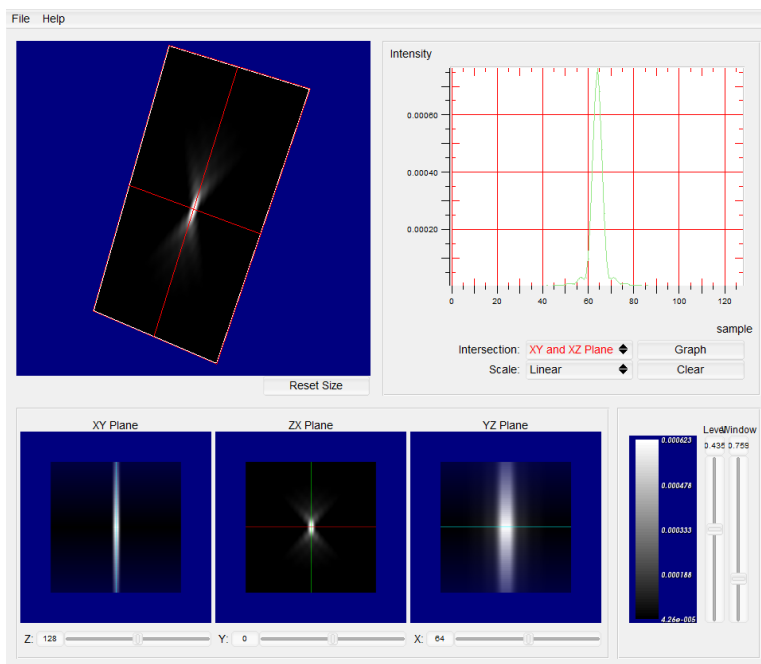 File Help
Intensity
0.00060
0.00040
0.00020
0 20 40 60 80 100 120
sample
Intersection: XY and XZ Plane Graph
Scale: Linear Clear
Reset Size
XY Plane ZX Plane YZ Plane
Level Window
0.435 0.759
0.000623
0.000478
0.000333
0.000188
4.26e-005
Z: 128 Y: 0 X: 64